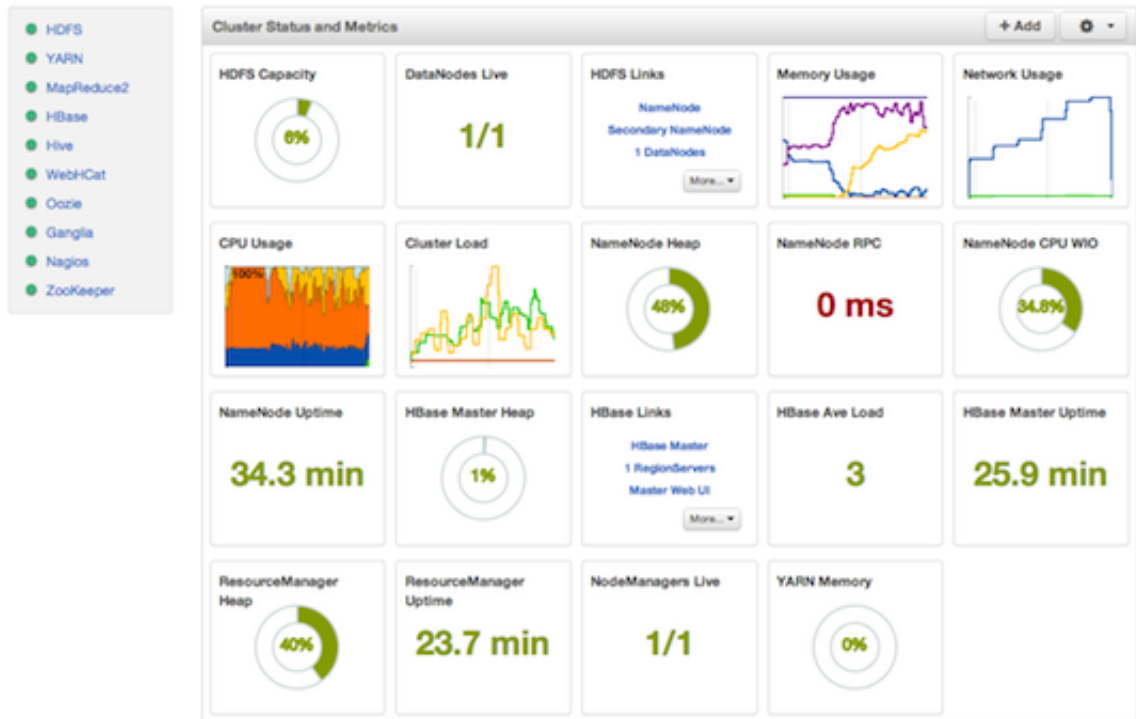 HDFS
YARN
MapReduce2
HBase
Hive
WebHCat
Oozie
Ganglia
Nagios
ZooKeeper
Cluster Status and Metrics
+ Add
HDFS Capacity
6%
DataNodes Live
1/1
HDFS Links
NameNode
Secondary NameNode
1 DataNodes
More...
Memory Usage
Network Usage
CPU Usage
100%
Cluster Load
NameNode Heap
48%
NameNode RPC
0 ms
NameNode CPU WIO
34.8%
NameNode Uptime
34.3 min
HBase Master Heap
1%
HBase Links
HBase Master
1 RegionServers
Master Web UI
More...
HBase Ave Load
3
HBase Master Uptime
25.9 min
ResourceManager
Heap
40%
ResourceManager
Uptime
23.7 min
NodeManagers Live
1/1
YARN Memory
0%